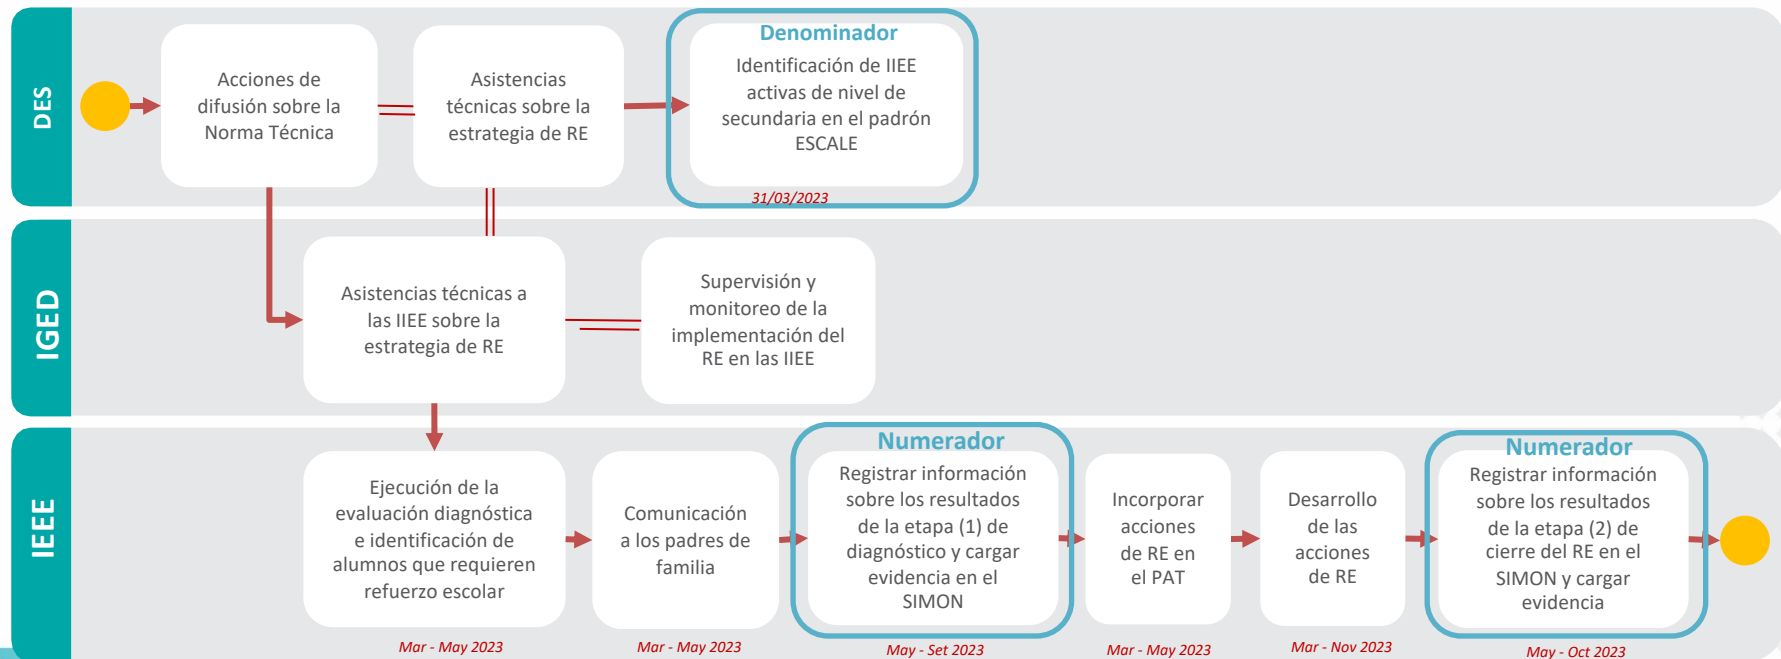 DES
Acciones de
difusión sobre la
Norma Técnica
Asistencias
técnicas sobre la
estrategia de RE
Denominador
Identificación de IIEE
activas de nivel de
secundaria en el padrón
ESCALE
31/03/2023
IGED
Asistencias técnicas a
las IIEE sobre la
estrategia de RE
Supervisión y
monitoreo de la
implementación del
RE en las IIEE
IEEE
Ejecución de la
evaluación diagnóstica
e identificación de
alumnos que requieren
refuerzo escolar
Mar - May 2023
Comunicación
a los padres de
familia
Mar - May 2023
Numerador
Registrar información
sobre los resultados
de la etapa (1) de
diagnóstico y cargar
evidencia en el
SIMON
May - Set 2023
Incorporar
acciones
de RE en
el PAT
Mar - May 2023
Desarrollo
de las
acciones
de RE
Mar - Nov 2023
Numerador
Registrar información
sobre los resultados
de la etapa (2) de
cierre del RE en el
SIMON y cargar
evidencia
May - Oct 2023